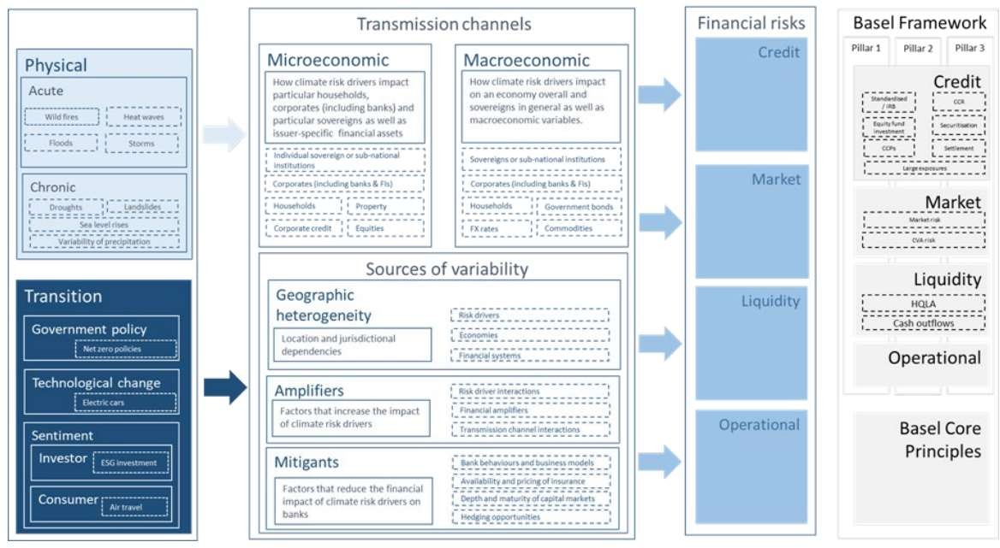 Physical
Acute
Wild fires
Heat waves
Floods
Storms
Chronic
Droughts
Landslides
Sea level rises
Variability of precipitation
Transition
Government policy
Net zero policies
Technological change
Electric cars
Sentiment
Investor
ESG investment
Consumer
Air travel
Transmission channels
Microeconomic
How climate risk drivers impact
particular households,
corporates (including banks) and
particular sovereigns as well as
issuer-specific financial assets
Individual sovereign or sub-national
institutions
Corporates (including banks & FIs)
Households
Property
Corporate credit
Equities
Macroeconomic
How climate risk drivers impact
on an economy overall and
sovereigns in general as well as
macroeconomic variables.
Sovereigns or sub-national institutions
Corporates (including banks & FIs)
Households
Government bonds
FX rates
Commodities
Sources of variability
Geographic
heterogeneity
Location and jurisdictional
dependencies
Risk drivers
Economies
Financial systems
Amplifiers
Factors that increase the impact
of climate risk drivers
Risk driver interactions
Financial amplifiers
Transmission channel interactions
Mitigants
Factors that reduce the financial
impact of climate risk drivers on
banks
Bank behaviours and business models
Availability and pricing of insurance
Depth and maturity of capital markets
Hedging opportunities
Financial risks
Credit
Market
Liquidity
Operational
Basel Framework
Pillar 1
Pillar 2
Pillar 3
Credit
Standardised
/ IRB
CCR
Equity fund
investment
Securitisation
CCPs
Settlement
Large exposures
Market
Market risk
CVA risk
Liquidity
HQLA
Cash outflows
Operational
Basel Core
Principles